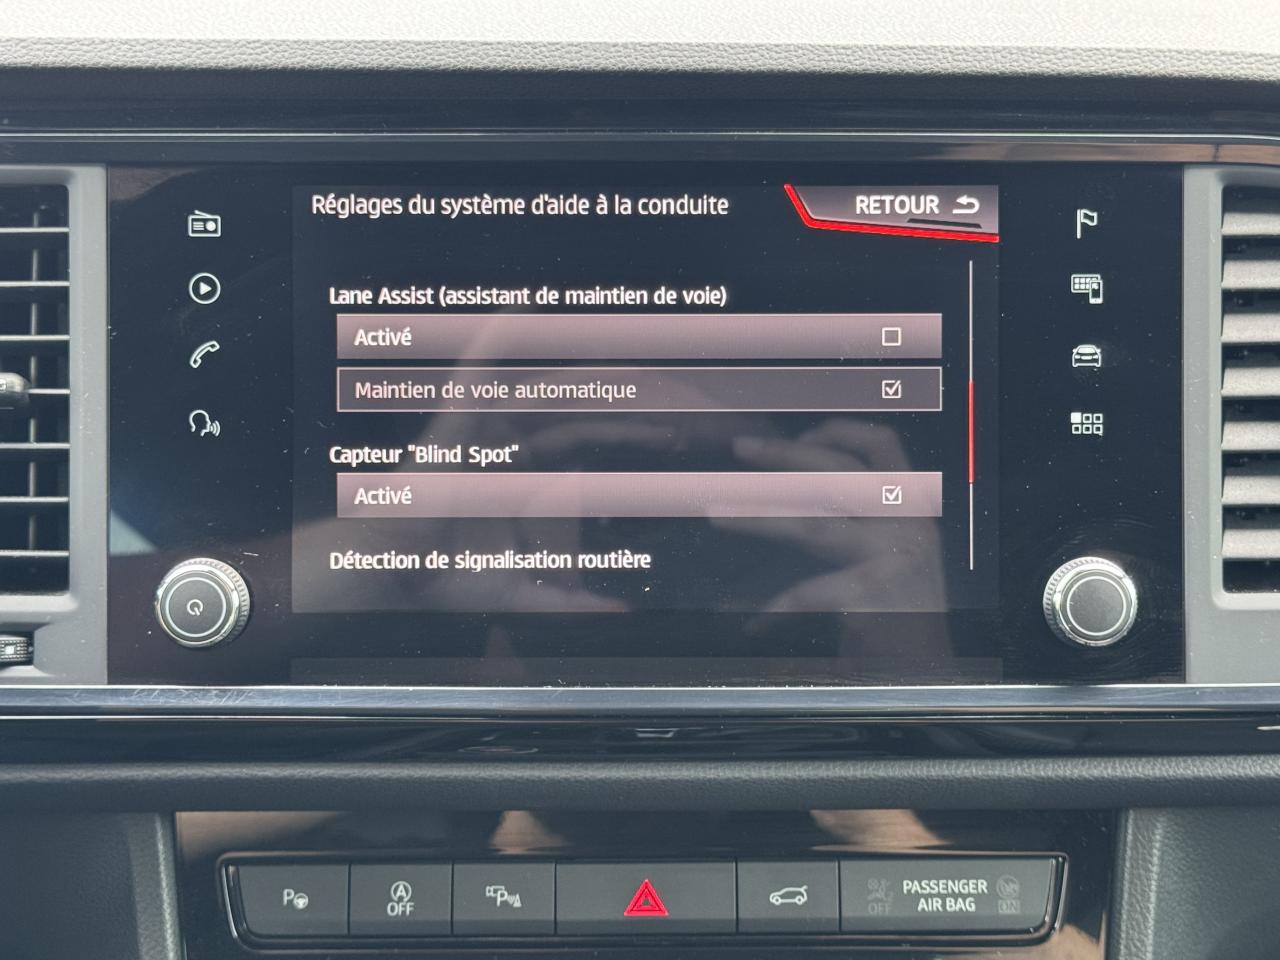 Réglages du système d'aide à la conduite
RETOUR
Lane Assist (assistant de maintien de voie)
Activé
Maintien de voie automatique
Capteur "Blind Spot"
Activé
Détection de signalisation routière
P
A
OFF
P
OFF
PASSENGER
AIR BAG
ON